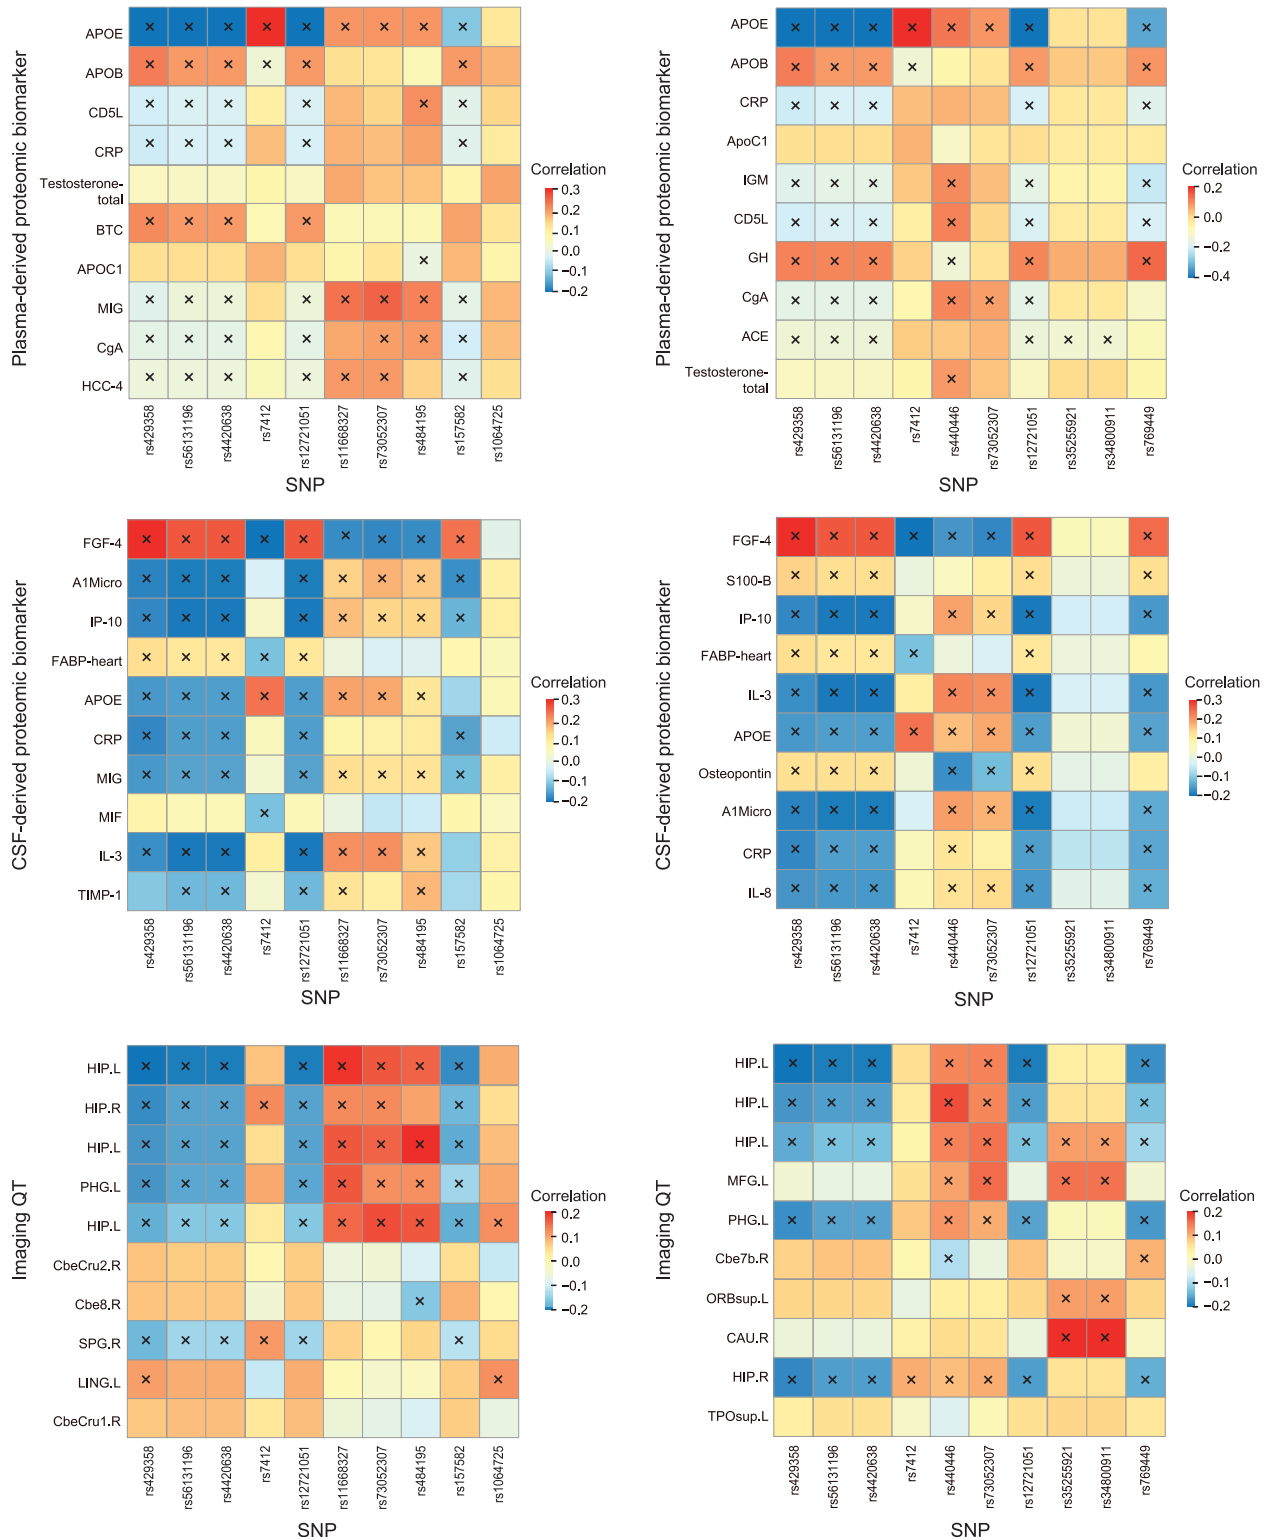 Plasma-derived proteomic biomarker
APOE
APOB
CD5L
CRP
Testosterone-
total
BTC
APOC1
MIG
CgA
HCC-4
rs429358
rs56131196
rs4420638
rs7412
rs12721051
rs11668327
rs73052307
rs484195
rs157582
rs1064725
SNP
Correlation
0.3
0.2
0.1
0.0
−0.1
−0.2
Plasma-derived proteomic biomarker
APOE
APOB
CRP
ApoC1
IGM
CD5L
GH
CgA
ACE
Testosterone-
total
rs429358
rs56131196
rs4420638
rs7412
rs440446
rs73052307
rs12721051
rs35255921
rs34800911
rs769449
SNP
Correlation
0.2
0.0
−0.2
−0.4
CSF-derived proteomic biomarker
FGF-4
A1Micro
IP-10
FABP-heart
APOE
CRP
MIG
MIF
IL-3
TIMP-1
rs429358
rs56131196
rs4420638
rs7412
rs12721051
rs11668327
rs73052307
rs484195
rs157582
rs1064725
SNP
Correlation
0.3
0.2
0.1
0.0
−0.1
−0.2
CSF-derived proteomic biomarker
FGF-4
S100-B
IP-10
FABP-heart
IL-3
APOE
Osteopontin
A1Micro
CRP
IL-8
rs429358
rs56131196
rs4420638
rs7412
rs440446
rs73052307
rs12721051
rs35255921
rs34800911
rs769449
SNP
Correlation
0.3
0.2
0.1
0.0
−0.1
−0.2
Imaging QT
HIP.L
HIP.R
HIP.L
PHG.L
HIP.L
CbeCru2.R
Cbe8.R
SPG.R
LING.L
CbeCru1.R
rs429358
rs56131196
rs4420638
rs7412
rs12721051
rs11668327
rs73052307
rs484195
rs157582
rs1064725
SNP
Correlation
0.2
0.1
0.0
−0.1
−0.2
Imaging QT
HIP.L
HIP.L
HIP.L
MFG.L
PHG.L
Cbe7b.R
ORBsup.L
CAU.R
HIP.R
TPOsup.L
rs429358
rs56131196
rs4420638
rs7412
rs440446
rs73052307
rs12721051
rs35255921
rs34800911
rs769449
SNP
Correlation
0.2
0.1
0.0
−0.1
−0.2